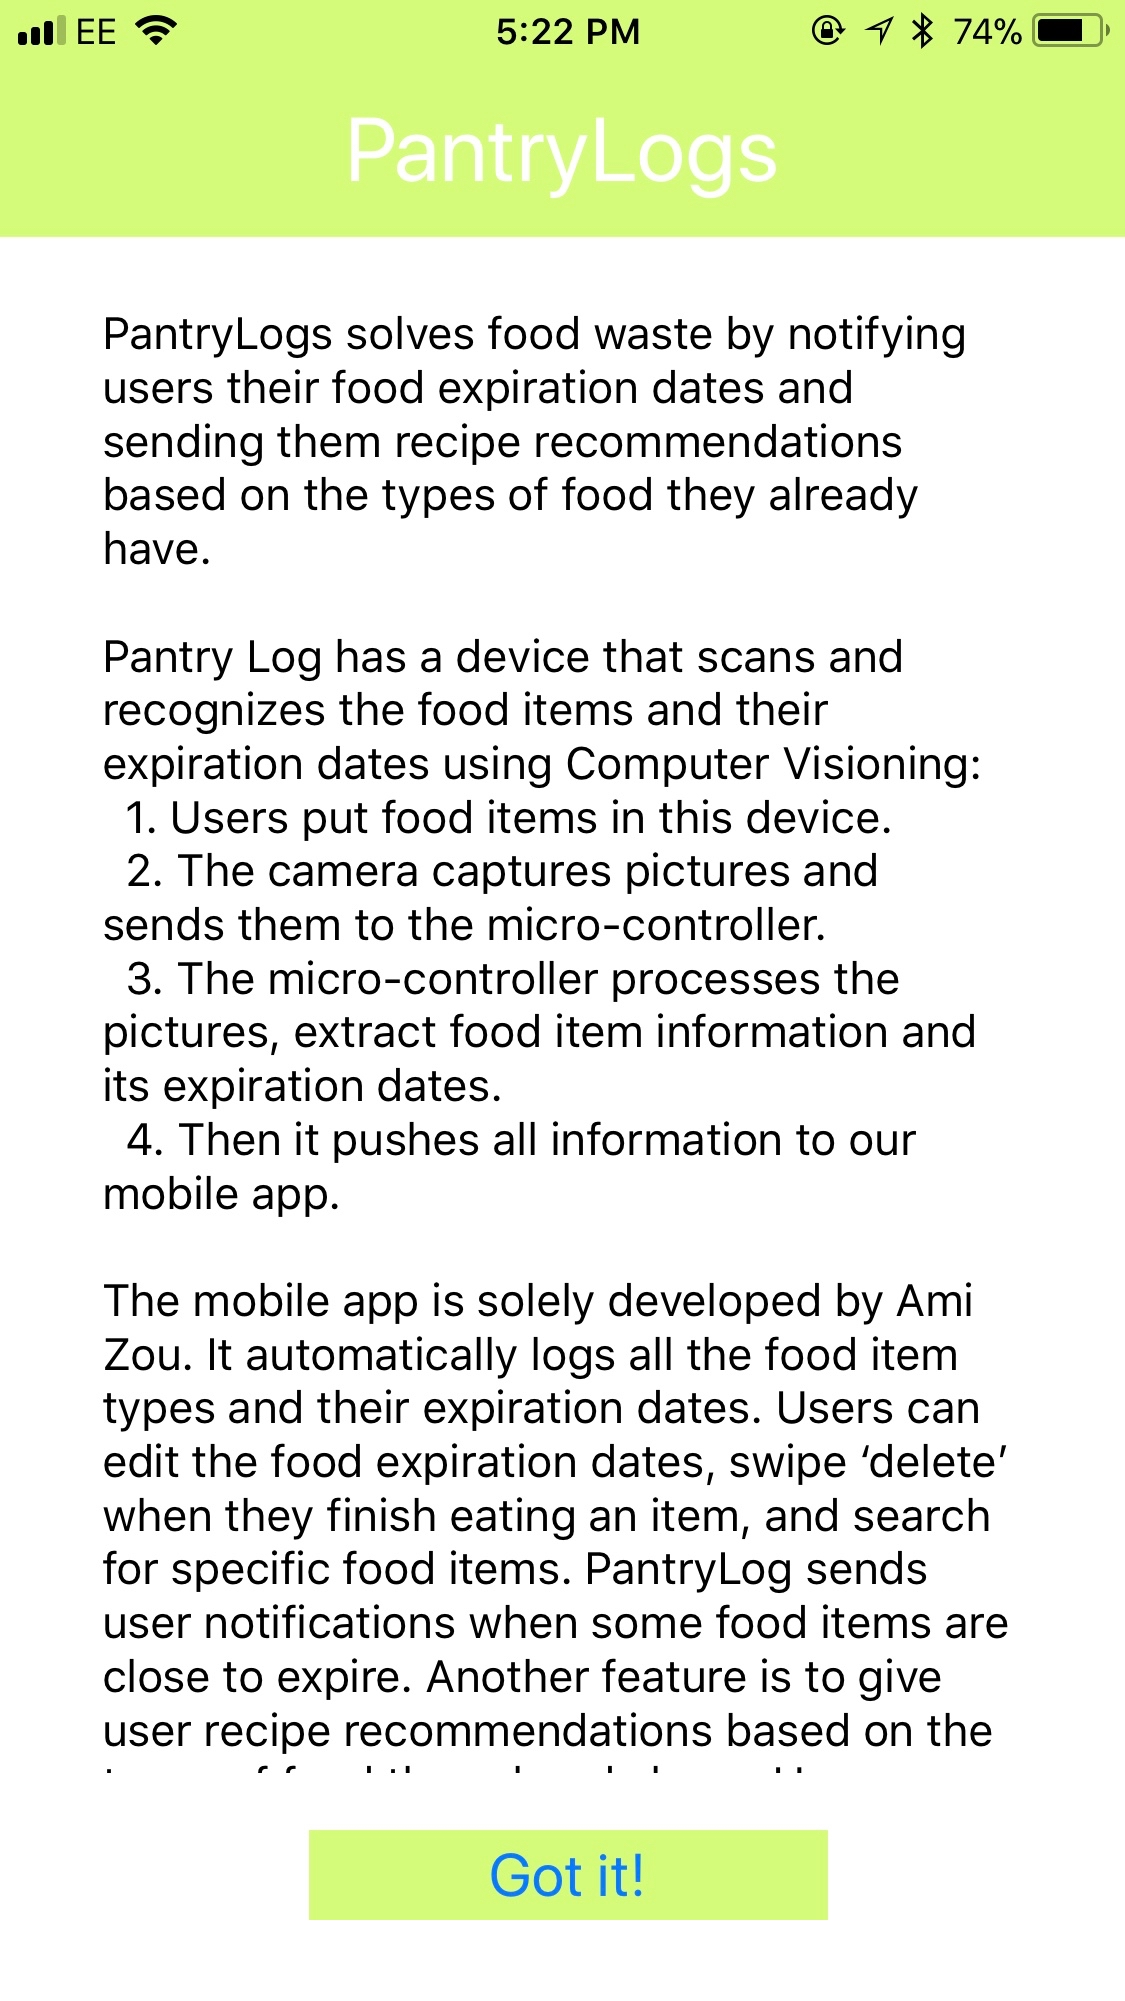 EE 5:22 PM 74%
PantryLogs
PantryLogs solves food waste by notifying
users their food expiration dates and
sending them recipe recommendations
based on the types of food they already
have.
Pantry Log has a device that scans and
recognizes the food items and their
expiration dates using Computer Visioning:
1. Users put food items in this device.
2. The camera captures pictures and
sends them to the micro-controller.
3. The micro-controller processes the
pictures, extract food item information and
its expiration dates.
4. Then it pushes all information to our
mobile app.
The mobile app is solely developed by Ami
Zou. It automatically logs all the food item
types and their expiration dates. Users can
edit the food expiration dates, swipe ‘delete’
when they finish eating an item, and search
for specific food items. PantryLog sends
user notifications when some food items are
close to expire. Another feature is to give
user recipe recommendations based on the
Got it!